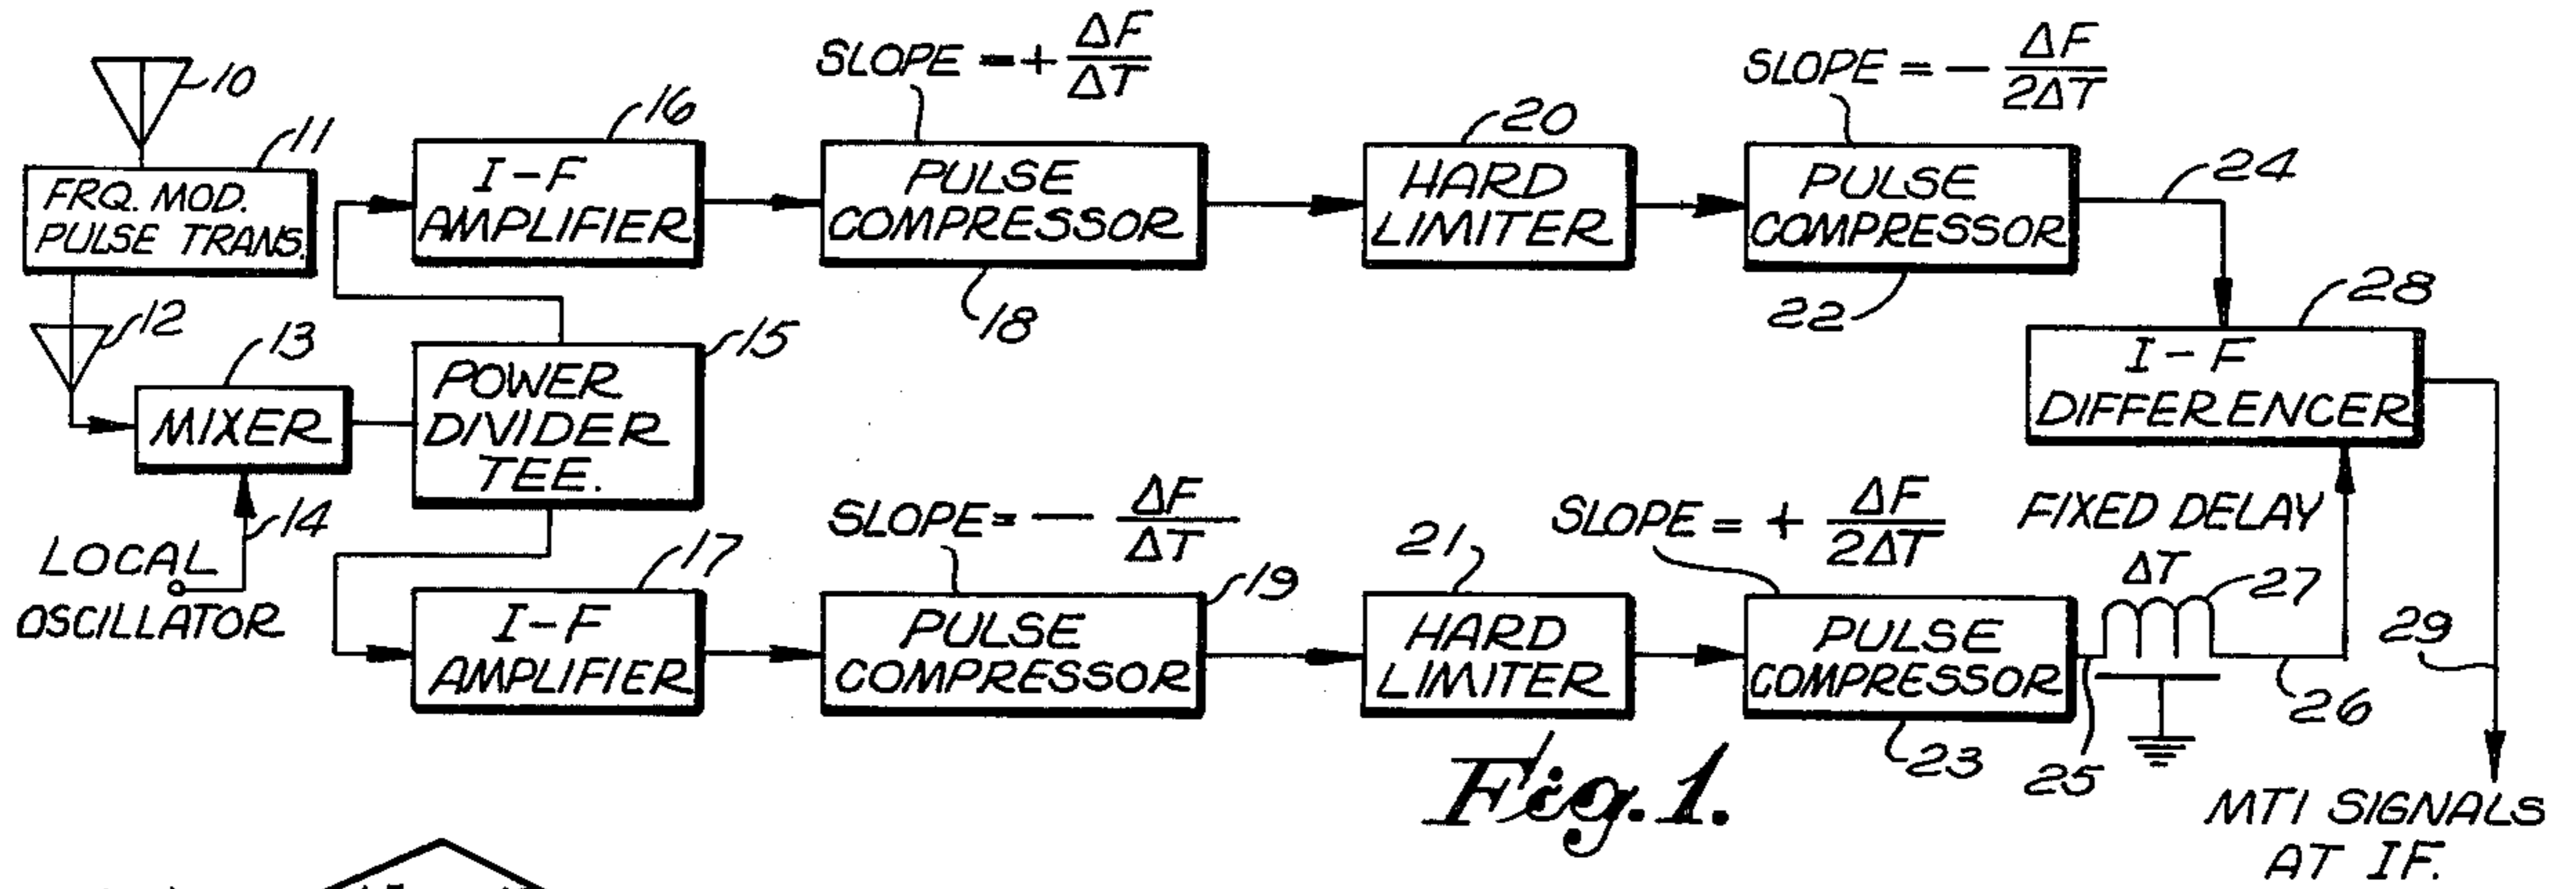 10
11
FRQ. MOD.
PULSE TRANS.
12
13
MIXER
14
LOCAL
OSCILLATOR
15
POWER
DIVIDER
TEE.
16
I-F
AMPLIFIER
17
I-F
AMPLIFIER
SLOPE = + ΔF/ΔT
PULSE
COMPRESSOR
18
SLOPE = - ΔF/ΔT
19
PULSE
COMPRESSOR
20
HARD
LIMITER
21
HARD
LIMITER
SLOPE = - ΔF/2ΔT
PULSE
COMPRESSOR
22
24
SLOPE = + ΔF/2ΔT
PULSE
COMPRESSOR
23
25
FIXED DELAY
ΔT
27
26
28
I-F
DIFFERENCER
29
MTI SIGNALS
AT IF.
Fig. 1.